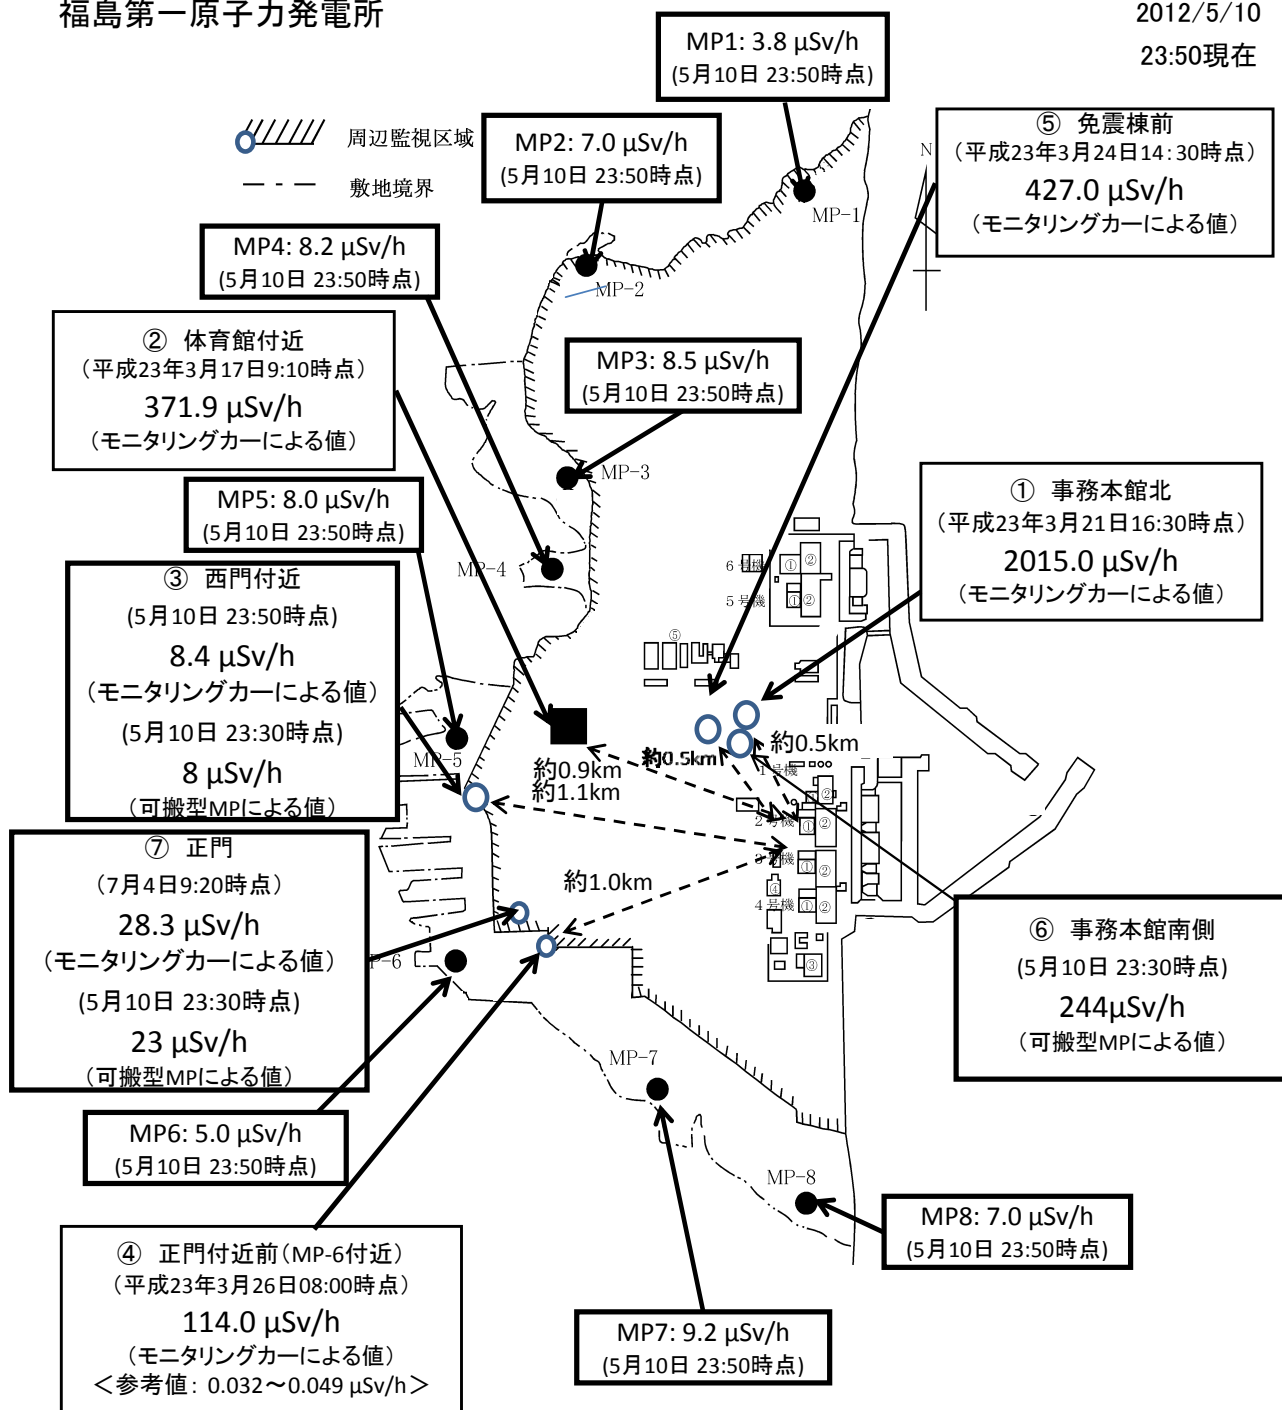 福島第一原子力発電所
2012/5/10
23:50現在
MP1: 3.8 μSv/h
(5月10日 23:50時点)
周辺監視区域
敷地境界
MP2: 7.0 μSv/h
(5月10日 23:50時点)
⑤ 免震棟前
（平成23年3月24日14:30時点）
427.0 μSv/h
（モニタリングカーによる値）
N
MP-1
MP4: 8.2 μSv/h
(5月10日 23:50時点)
MP-2
② 体育館付近
（平成23年3月17日9:10時点）
371.9 μSv/h
（モニタリングカーによる値）
MP3: 8.5 μSv/h
(5月10日 23:50時点)
MP-3
① 事務本館北
（平成23年3月21日16:30時点）
2015.0 μSv/h
（モニタリングカーによる値）
MP5: 8.0 μSv/h
(5月10日 23:50時点)
MP-4
6号機
①
②
5号機
①
②
③ 西門付近
(5月10日 23:50時点)
8.4 μSv/h
（モニタリングカーによる値）
(5月10日 23:30時点)
8 μSv/h
（可搬型MPによる値）
⑤
MP-5
約0.9km
約1.1km
約0.5km
約0.5km
1号機
②
2号機
①
②
3号機
①
②
④
4号機
①
②
③
約1.0km
⑦ 正門
(7月4日9:20時点)
28.3 μSv/h
（モニタリングカーによる値）
(5月10日 23:30時点)
23 μSv/h
（可搬型MPによる値）
P-6
⑥ 事務本館南側
(5月10日 23:30時点)
244μSv/h
（可搬型MPによる値）
MP-7
MP6: 5.0 μSv/h
(5月10日 23:50時点)
MP-8
MP8: 7.0 μSv/h
(5月10日 23:50時点)
④ 正門付近前（MP-6付近）
（平成23年3月26日08:00時点）
114.0 μSv/h
（モニタリングカーによる値）
＜参考値: 0.032～0.049 μSv/h＞
MP7: 9.2 μSv/h
(5月10日 23:50時点)